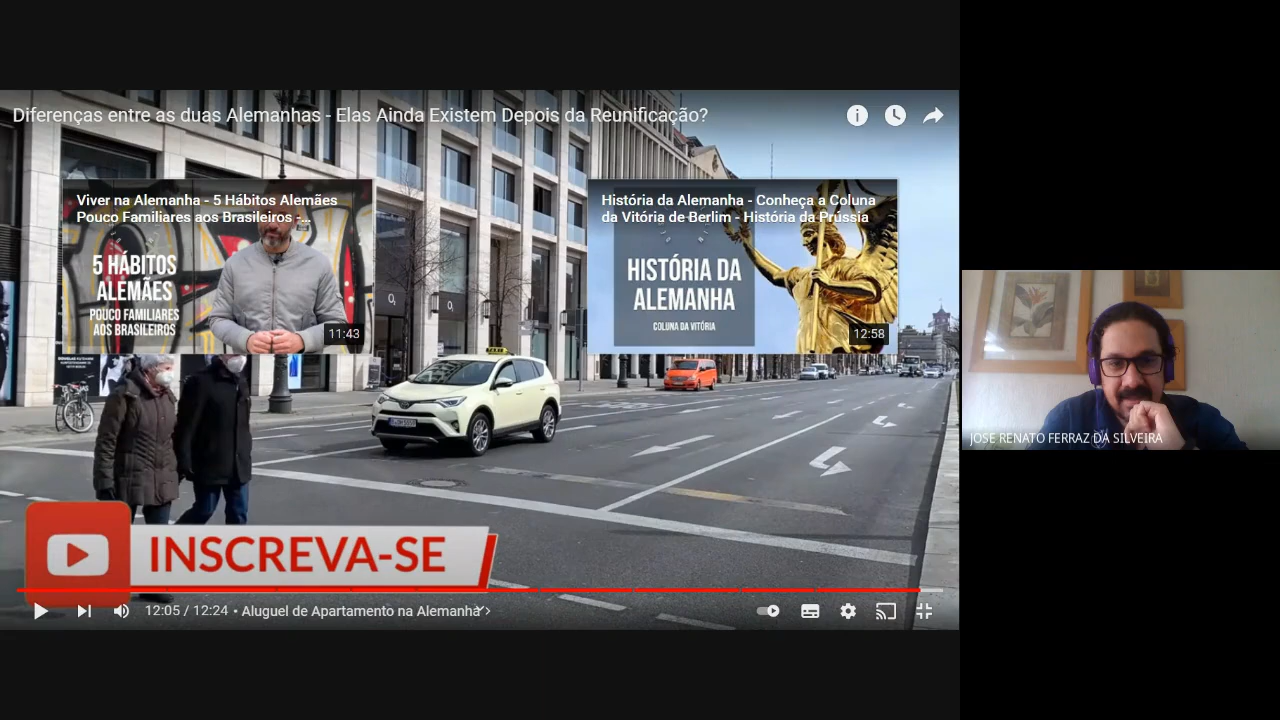 Diferenças entre as duas Alemanhas - Elas Ainda Existem Depois da Reunificação?
Viver na Alemanha - 5 Hábitos Alemães
Pouco Familiares aos Brasileiros -...
5 HÁBITOS
ALEMÃES
POUCO FAMILIARES
AOS BRASILEIROS
11:43
História da Alemanha - Conheça a Coluna
da Vitória de Berlim - História da Prússia
HISTÓRIA DA
ALEMANHA
COLUNA DA VITÓRIA
12:58
O₂
O₂
TAXI
JOSE RENATO FERRAZ DA SILVEIRA
INSCREVA-SE
12:05 / 12:24 • Aluguel de Apartamento na Alemanha